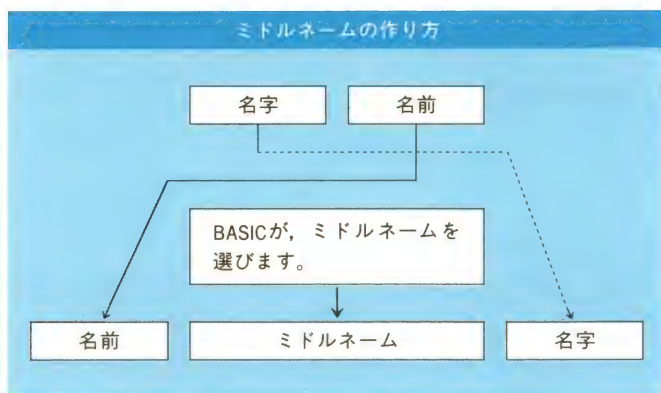 ミドルネームの作り方
名字
名前
BASICが，ミドルネームを
選びます。
名前
ミドルネーム
名字